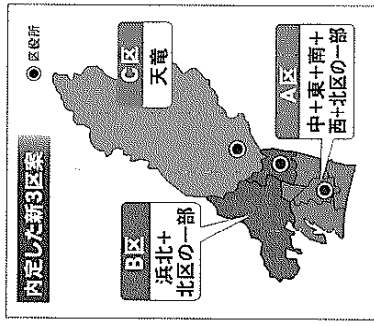 内定した新3区案
◉区役所
C区
天竜
B区
浜北+
北区の一部
A区
中+東+南+
西+北区の一部